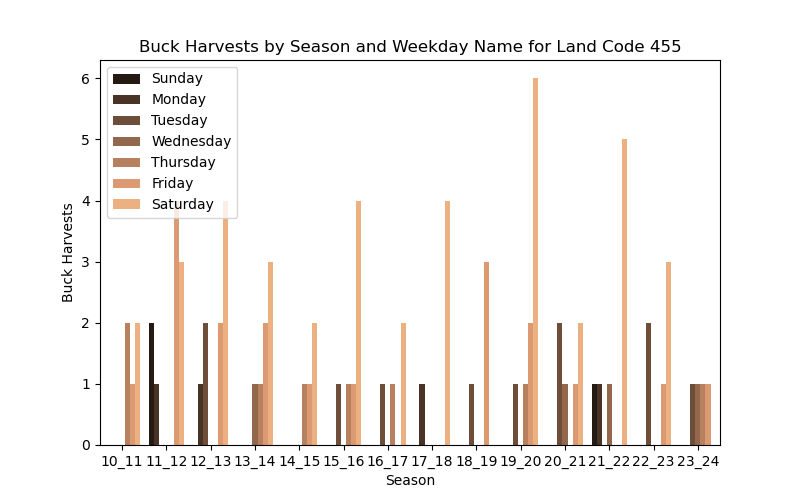 Buck Harvests by Season and Weekday Name for Land Code 455
Sunday
Monday
Tuesday
Wednesday
Thursday
Friday
Saturday
6
5
4
3
2
1
0
Buck Harvests
10_11 11_12 12_13 13_14 14_15 15_16 16_17 17_18 18_19 19_20 20_21 21_22 22_23 23_24
Season